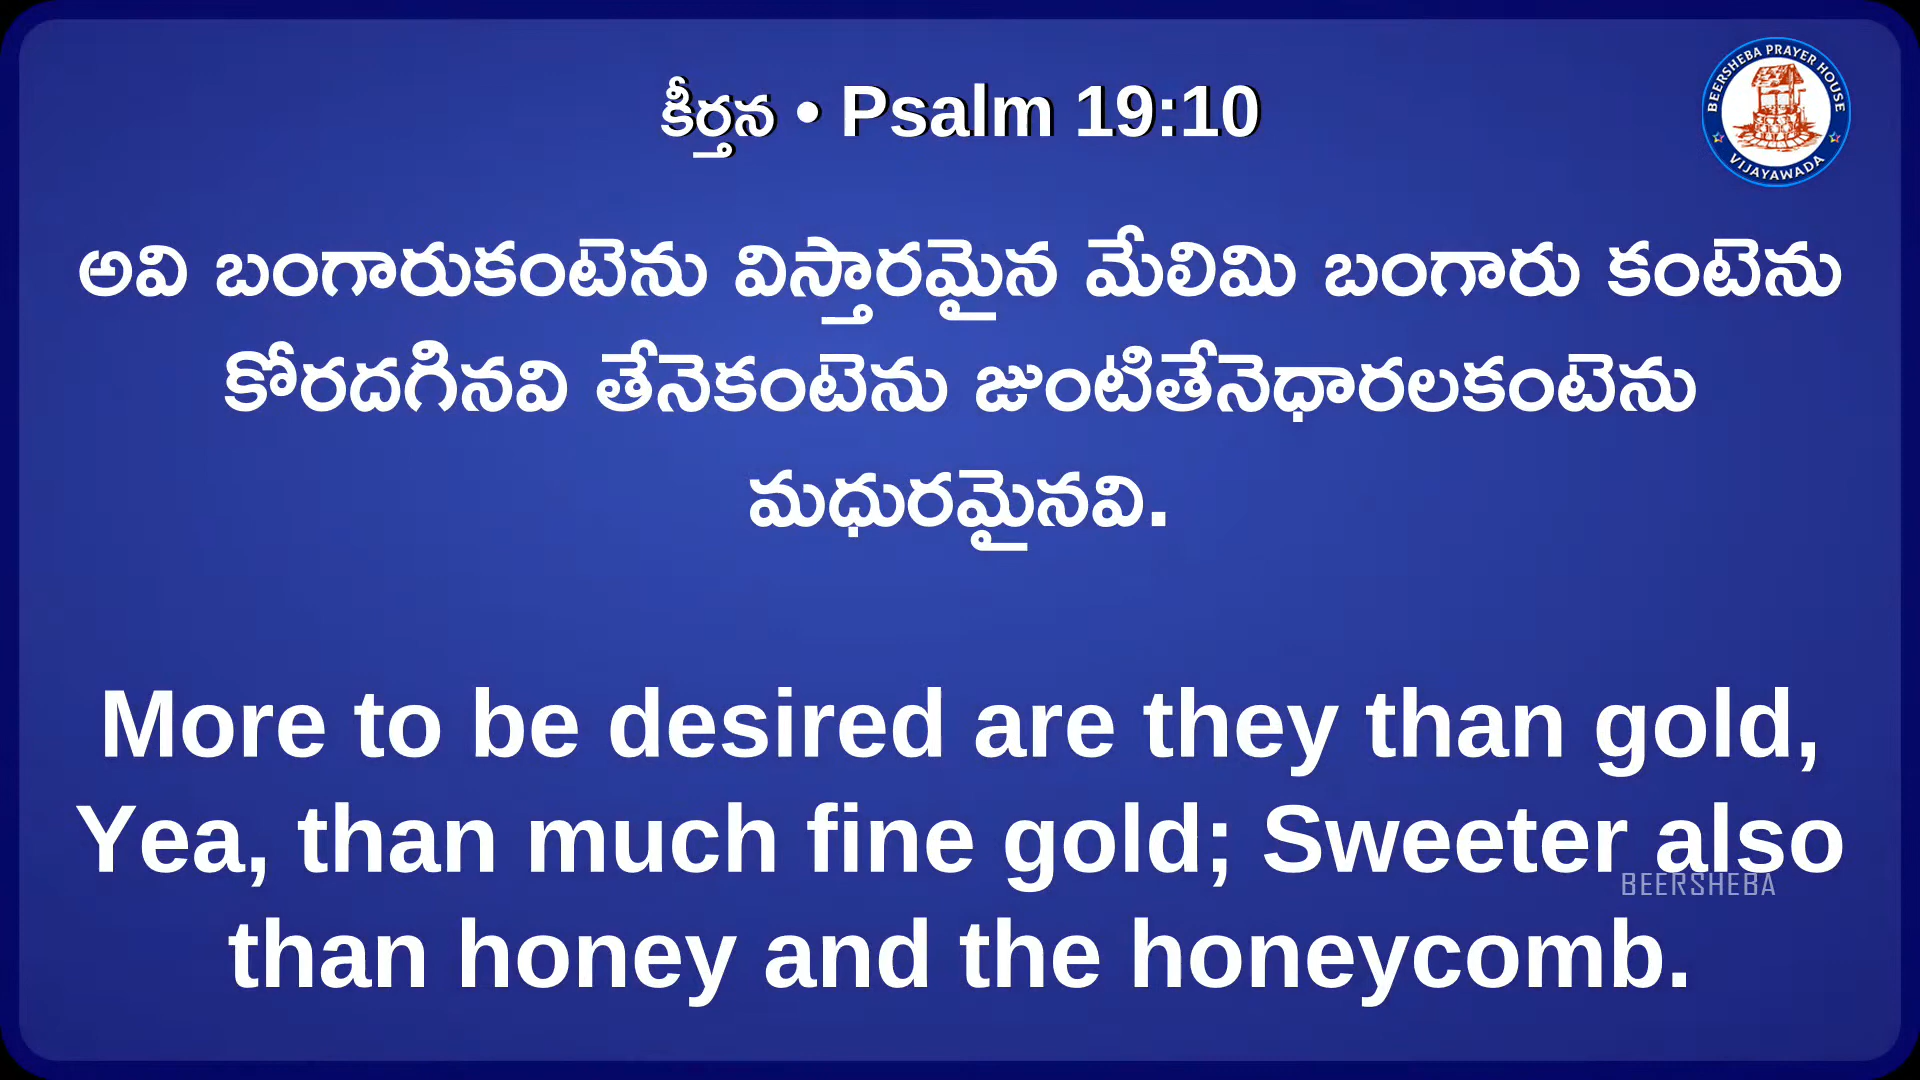 కీర్తన • Psalm 19:10
BEERSHEBA PRAYER HOUSE
VIJAYAWADA
అవి బంగారుకంటెను విస్తారమైన మేలిమి బంగారు కంటెను
కోరదగినవి తేనెకంటెను జుంటితేనెధారలకంటెను
మధురమైనవి.
More to be desired are they than gold,
Yea, than much fine gold; Sweeter also
BEERSHEBA
than honey and the honeycomb.